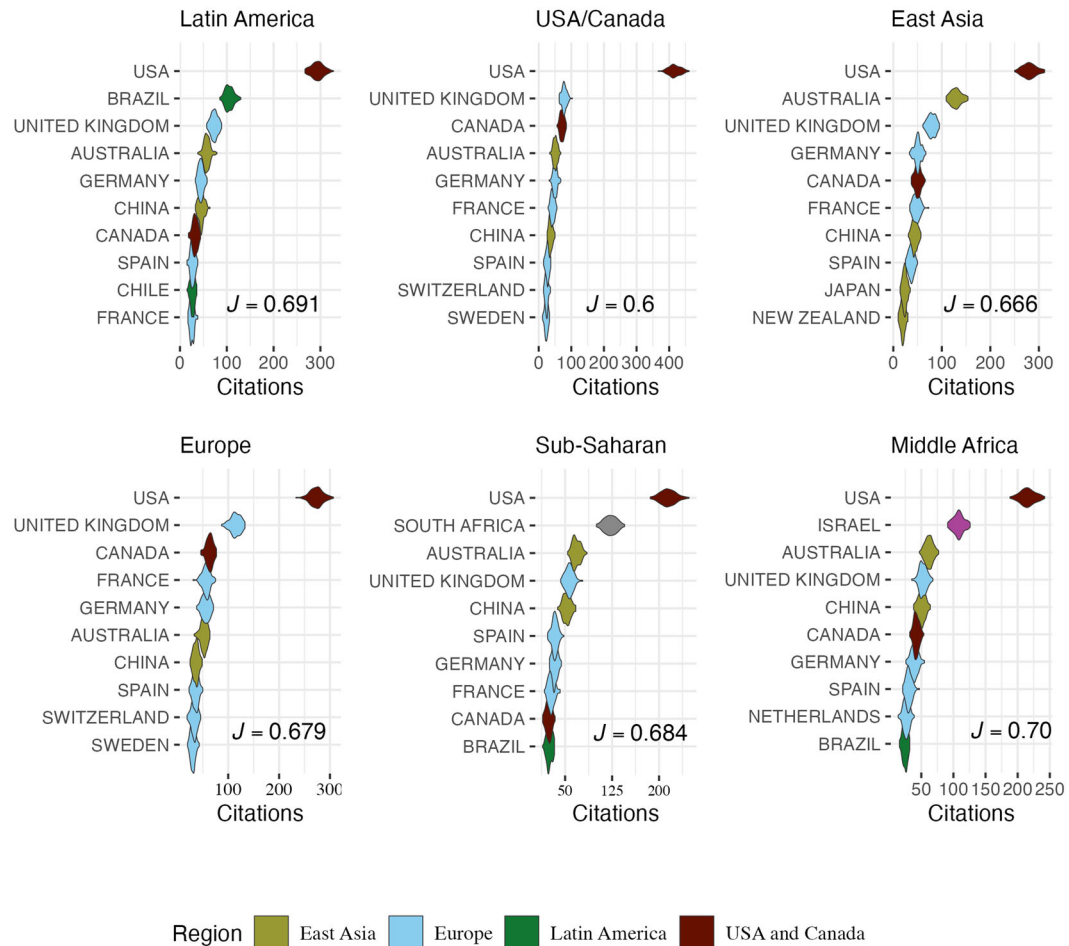 Latin America
USA
BRAZIL
UNITED KINGDOM
AUSTRALIA
GERMANY
CHINA
CANADA
SPAIN
CHILE
FRANCE
J = 0.691
0 100 200 300
Citations
USA/Canada
USA
UNITED KINGDOM
CANADA
AUSTRALIA
GERMANY
FRANCE
CHINA
SPAIN
SWITZERLAND
SWEDEN
J = 0.6
0 100 200 300 400
Citations
East Asia
USA
AUSTRALIA
UNITED KINGDOM
GERMANY
CANADA
FRANCE
CHINA
SPAIN
JAPAN
NEW ZEALAND
J = 0.666
0 100 200 300
Citations
Europe
USA
UNITED KINGDOM
CANADA
FRANCE
GERMANY
AUSTRALIA
CHINA
SPAIN
SWITZERLAND
SWEDEN
J = 0.679
100 200 300
Citations
Sub-Saharan
USA
SOUTH AFRICA
AUSTRALIA
UNITED KINGDOM
CHINA
SPAIN
GERMANY
FRANCE
CANADA
BRAZIL
J = 0.684
50 125 200
Citations
Middle Africa
USA
ISRAEL
AUSTRALIA
UNITED KINGDOM
CHINA
CANADA
GERMANY
SPAIN
NETHERLANDS
BRAZIL
J = 0.70
50 100 150 200 250
Citations
Region East Asia Europe Latin America USA and Canada